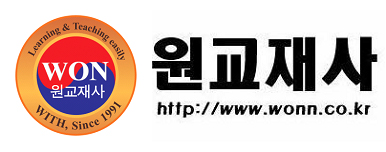 Learning & Teaching easily
WON
원교재사
WITH, Since 1991
원교재사
http://www.wonn.co.kr